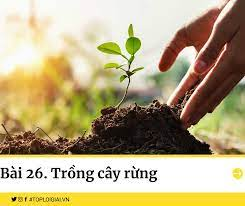 Bài 26. Trồng cây rừng
#TOPLOIGIAI.VN